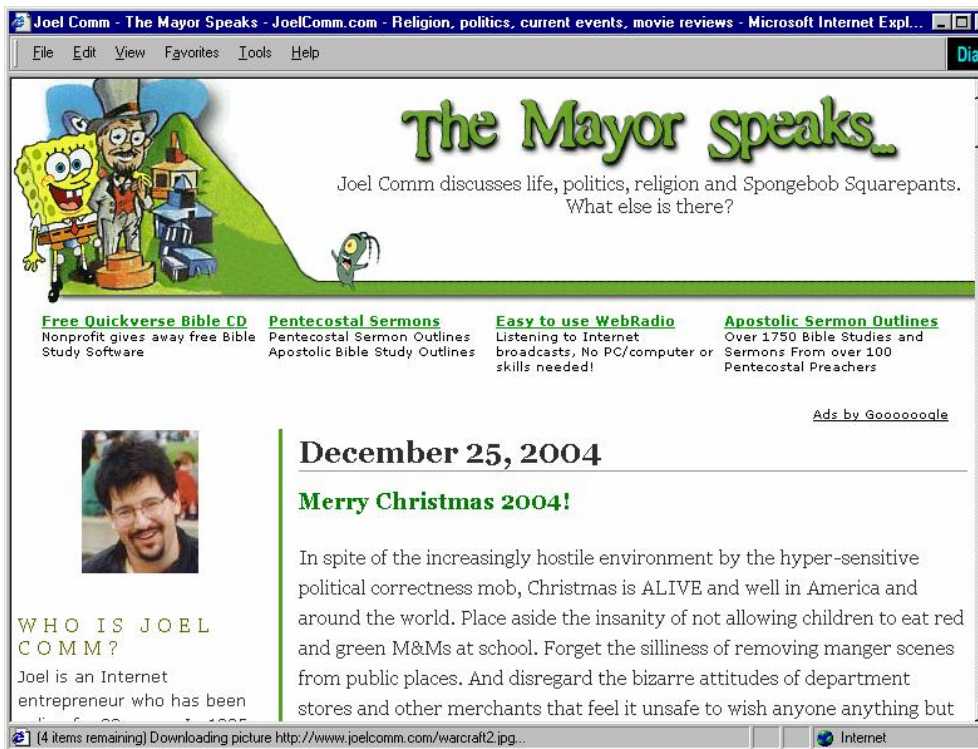 Joel Comm - The Mayor Speaks - JoelComm.com - Religion, politics, current events, movie reviews - Microsoft Internet Expl...
File Edit View Favorites Tools Help
Dia
The Mayor Speaks...
Joel Comm discusses life, politics, religion and Spongebob Squarepants.
What else is there?
Free Quickverse Bible CD
Nonprofit gives away free Bible
Study Software
Pentecostal Sermons
Pentecostal Sermon Outlines
Apostolic Bible Study Outlines
Easy to use WebRadio
Listening to Internet
broadcasts, No PC/computer or
skills needed!
Apostolic Sermon Outlines
Over 1750 Bible Studies and
Sermons From over 100
Pentecostal Preachers
Ads by Goooooogle
December 25, 2004
Merry Christmas 2004!
In spite of the increasingly hostile environment by the hyper-sensitive
political correctness mob, Christmas is ALIVE and well in America and
around the world. Place aside the insanity of not allowing children to eat red
and green M&Ms at school. Forget the silliness of removing manger scenes
from public places. And disregard the bizarre attitudes of department
stores and other merchants that feel it unsafe to wish anyone anything but
WHO IS JOEL
COMM?
Joel is an Internet
entrepreneur who has been
(4 items remaining) Downloading picture http://www.joelcomm.com/warcraft2.jpg...
Internet